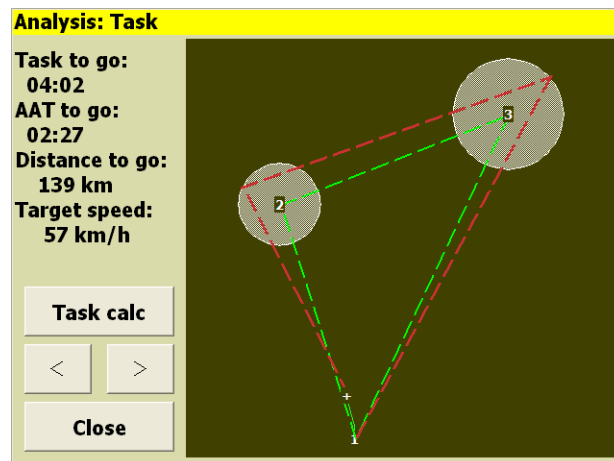 Analysis: Task
Task to go:
04:02
AAT to go:
02:27
Distance to go:
139 km
Target speed:
57 km/h
Task calc
<
>
Close
3
2
+
1